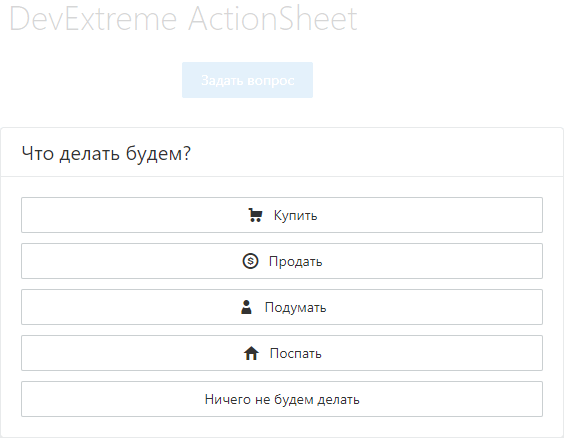 DevExtreme ActionSheet
Задать вопрос
Что делать будем?
Купить
Продать
Подумать
Поспать
Ничего не будем делать